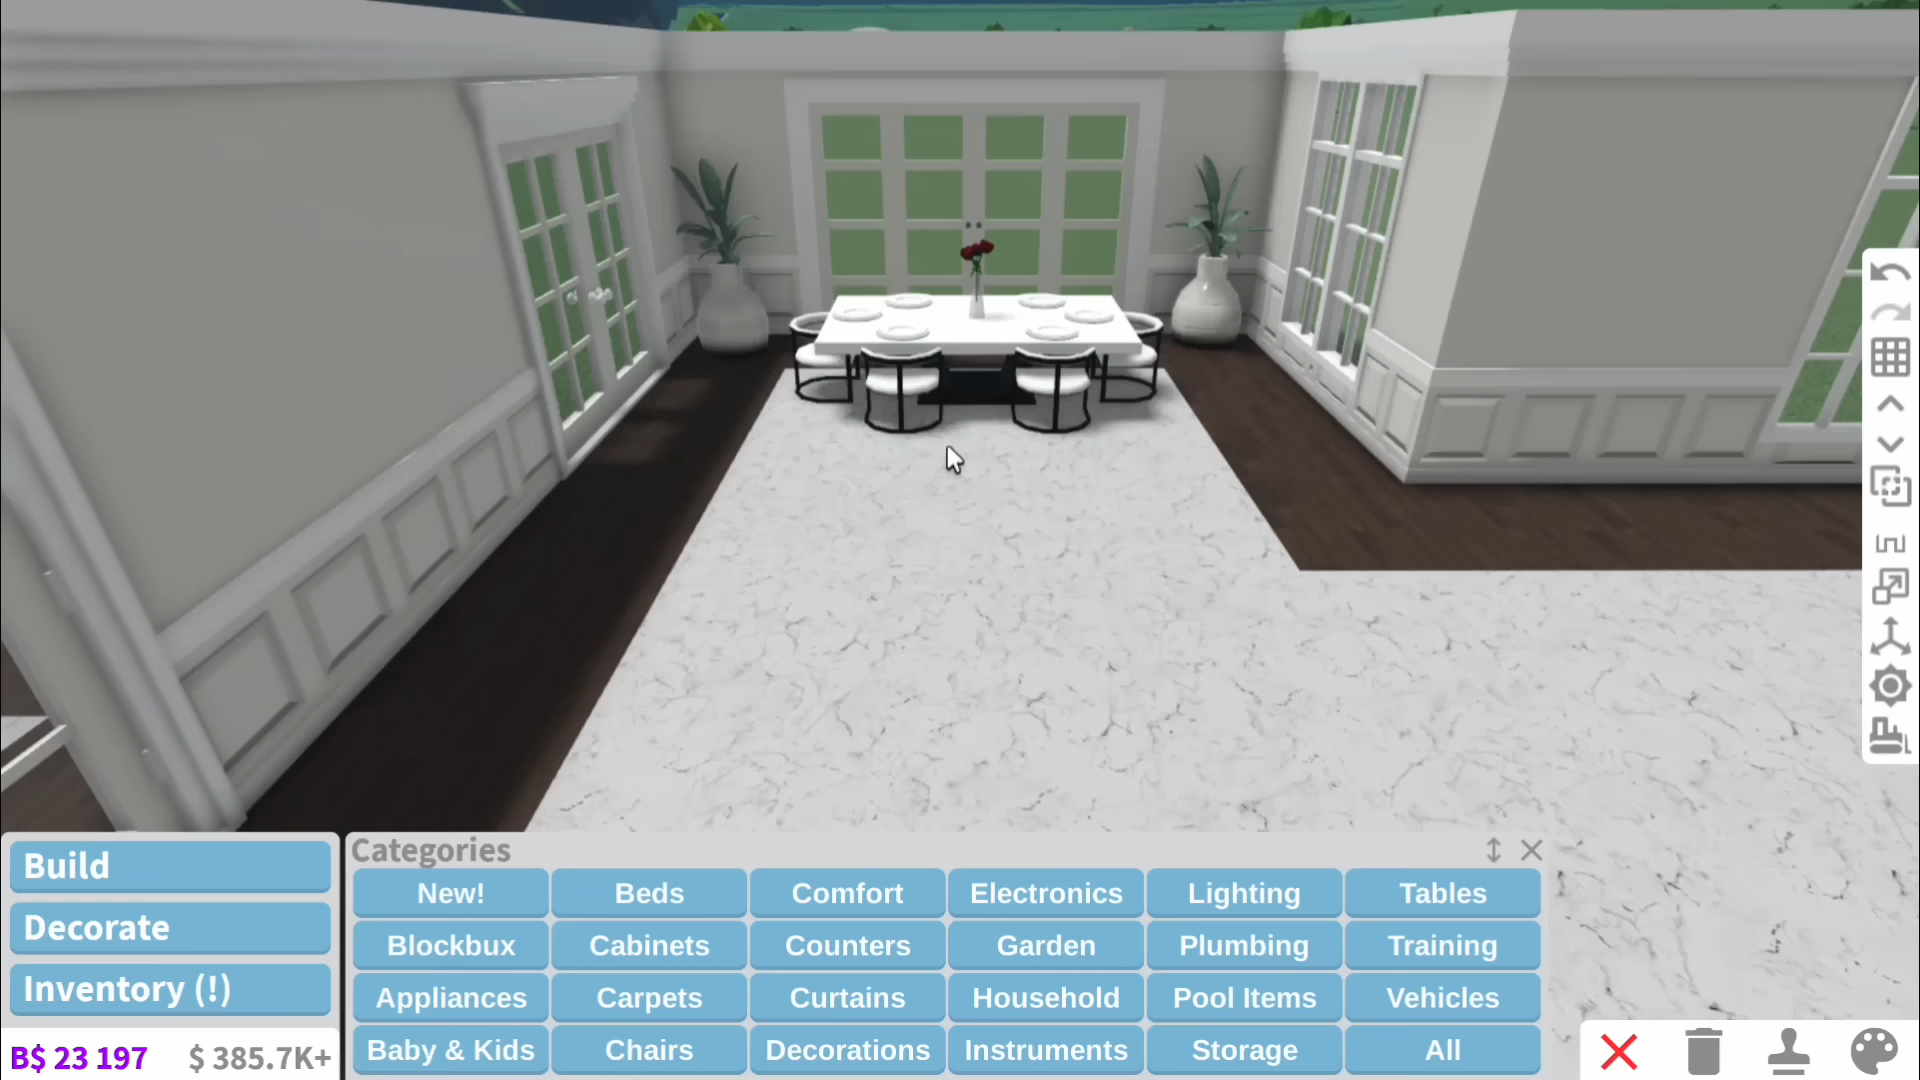 Build
Decorate
Inventory (!)
B$ 23 197 $ 385.7K+
Categories
New! Beds Comfort Electronics Lighting Tables
Blockbux Cabinets Counters Garden Plumbing Training
Appliances Carpets Curtains Household Pool Items Vehicles
Baby & Kids Chairs Decorations Instruments Storage All